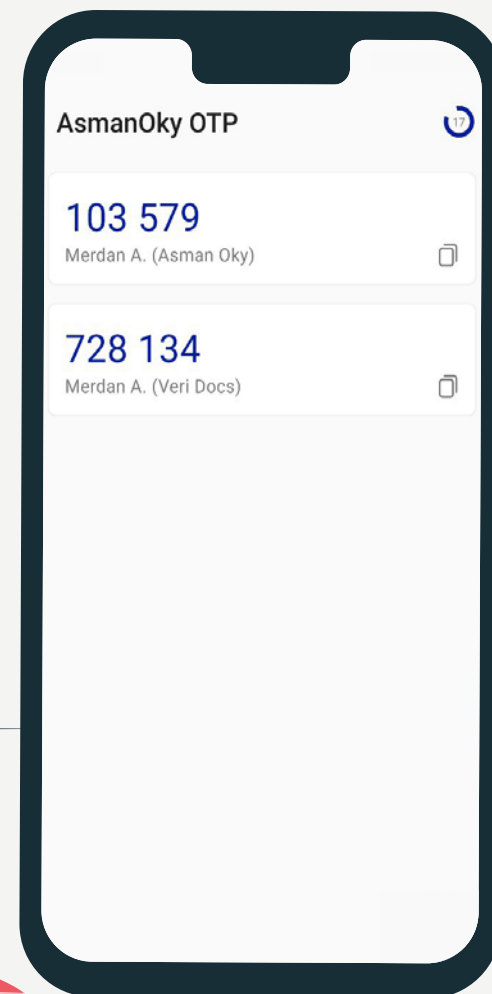 AsmanOky OTP
17
103 579
Merdan A. (Asman Oky)
728 134
Merdan A. (Veri Docs)